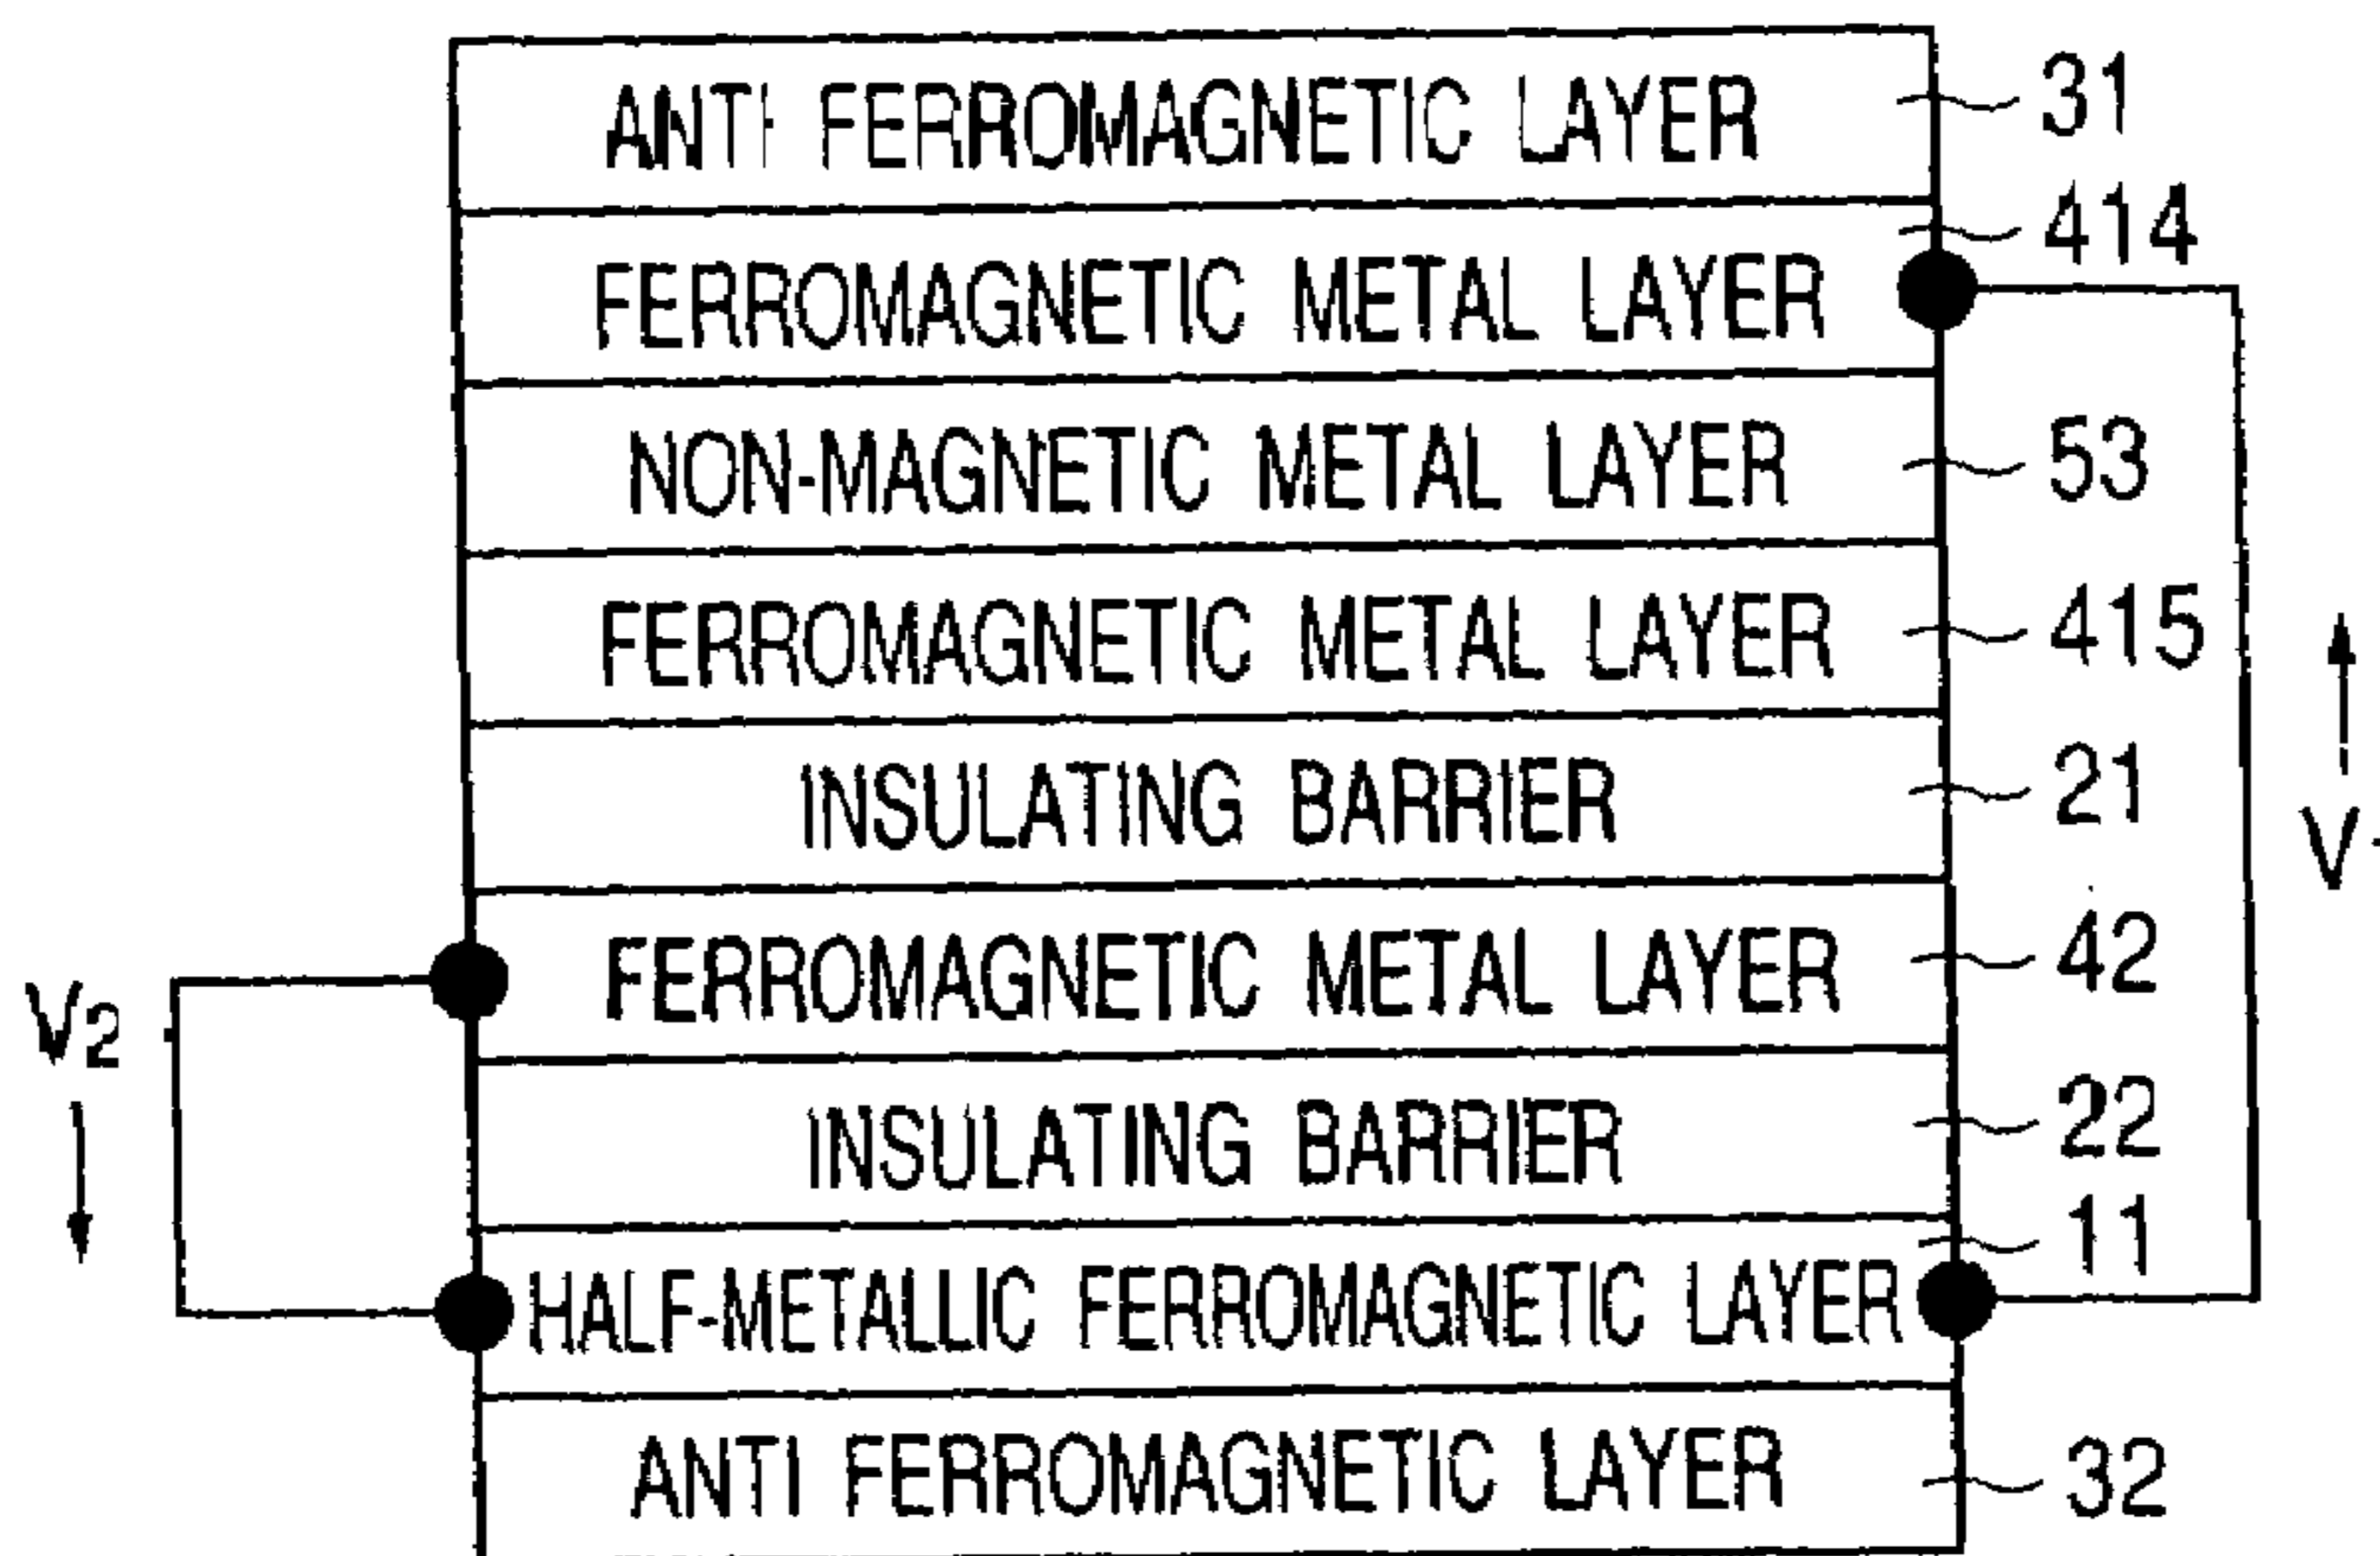 ANTI FERROMAGNETIC LAYER 31
414
FERROMAGNETIC METAL LAYER
NON-MAGNETIC METAL LAYER 53
FERROMAGNETIC METAL LAYER 415
INSULATING BARRIER 21
V
FERROMAGNETIC METAL LAYER 42
V2
INSULATING BARRIER 22
11
HALF-METALLIC FERROMAGNETIC LAYER
ANTI FERROMAGNETIC LAYER 32